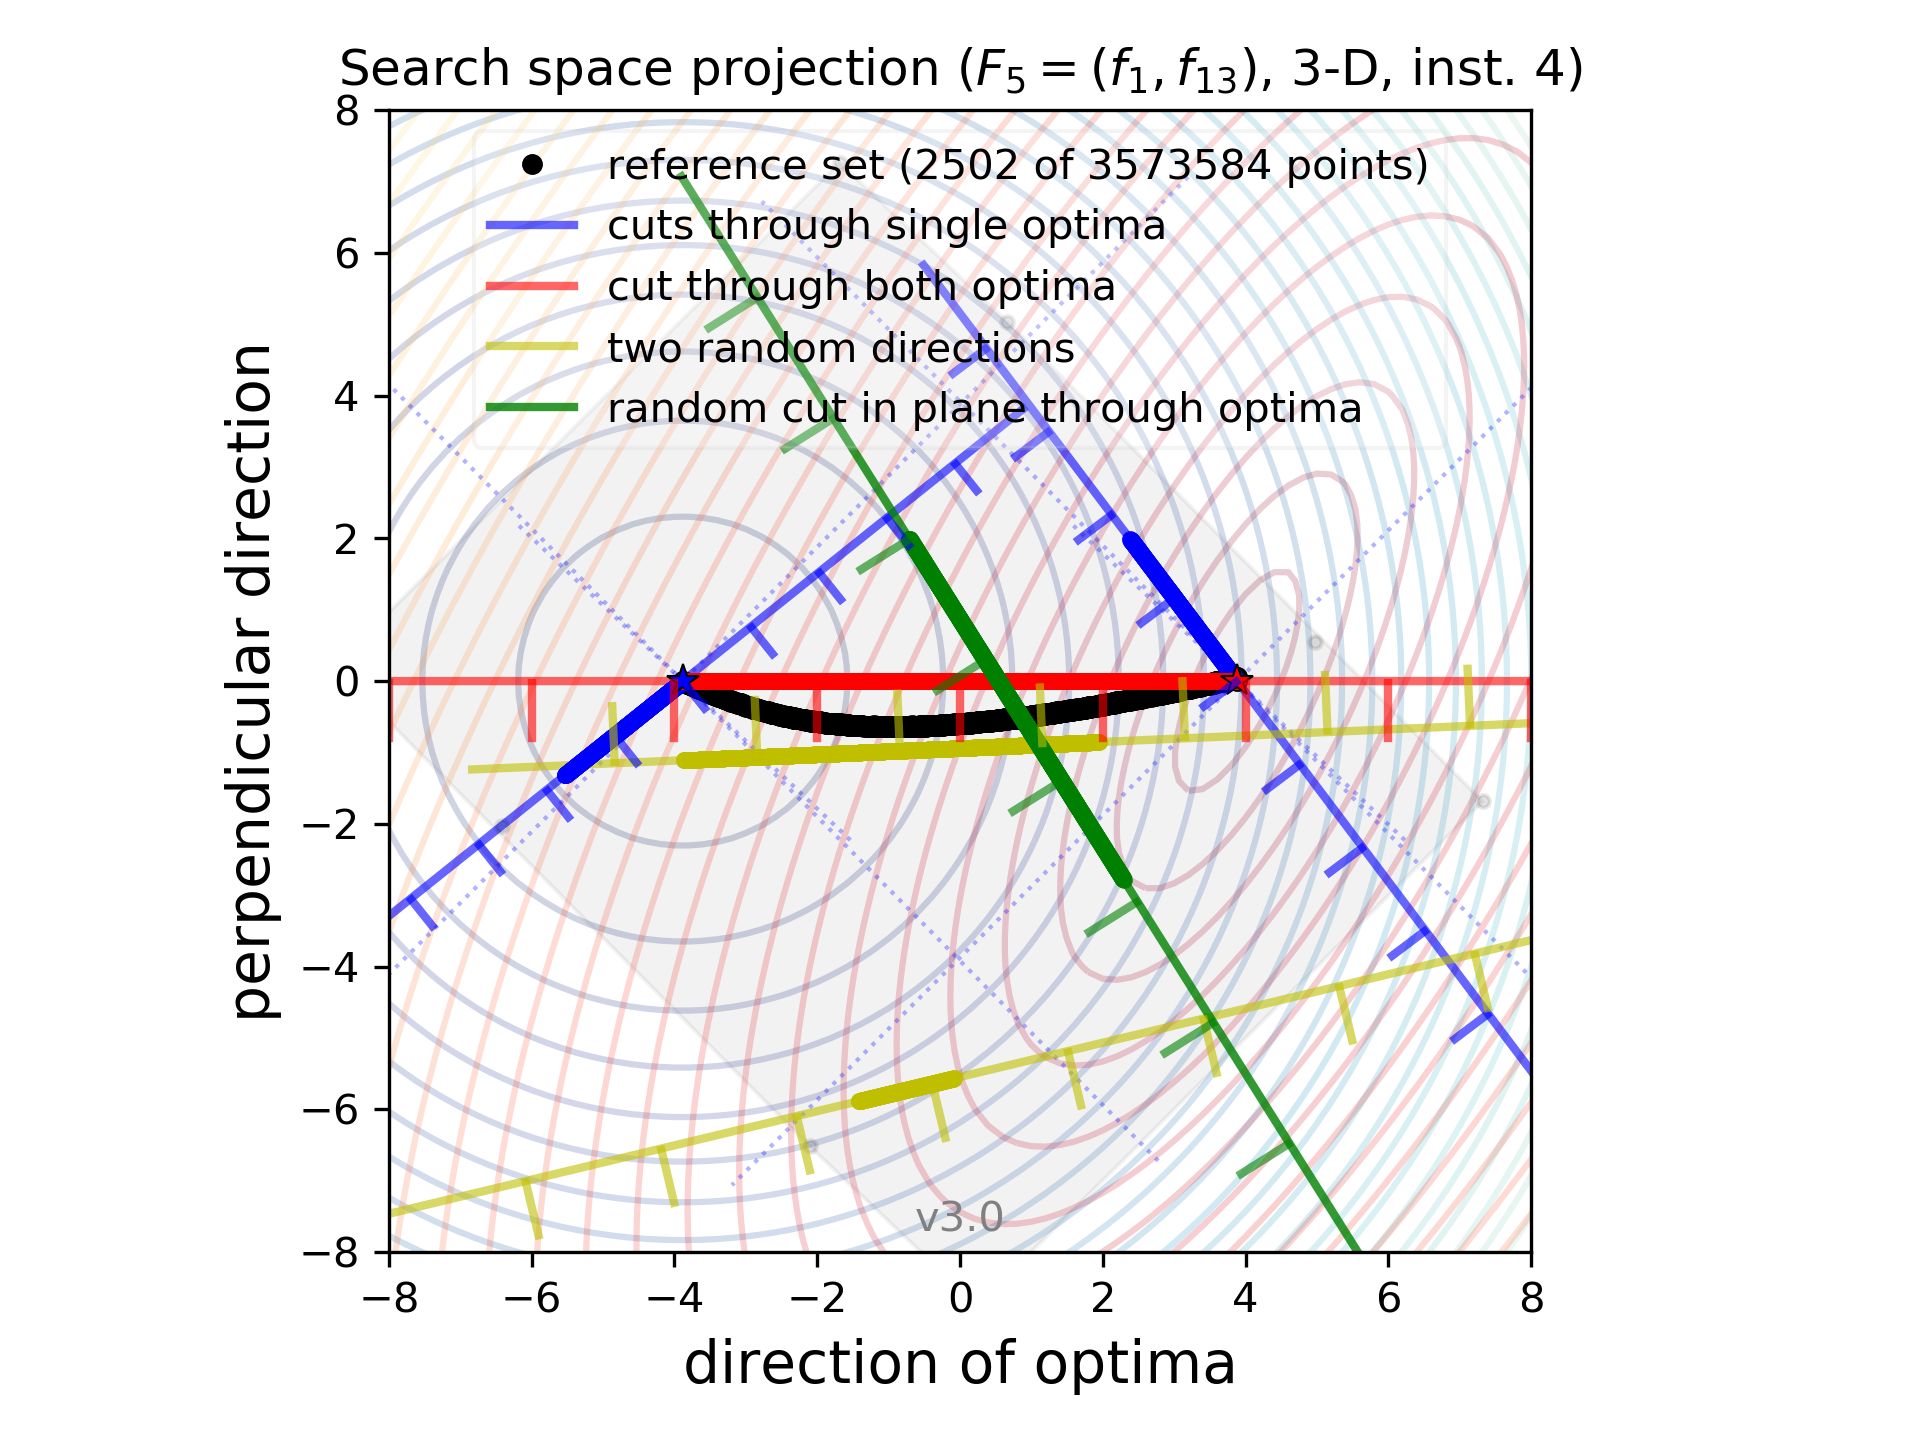 Search space projection (F₅ = (f₁, f₁₃), 3-D, inst. 4)
reference set (2502 of 3573584 points)
cuts through single optima
cut through both optima
two random directions
random cut in plane through optima
8
6
4
2
0
−2
−4
−6
−8
perpendicular direction
v3.0
−8 −6 −4 −2 0 2 4 6 8
direction of optima